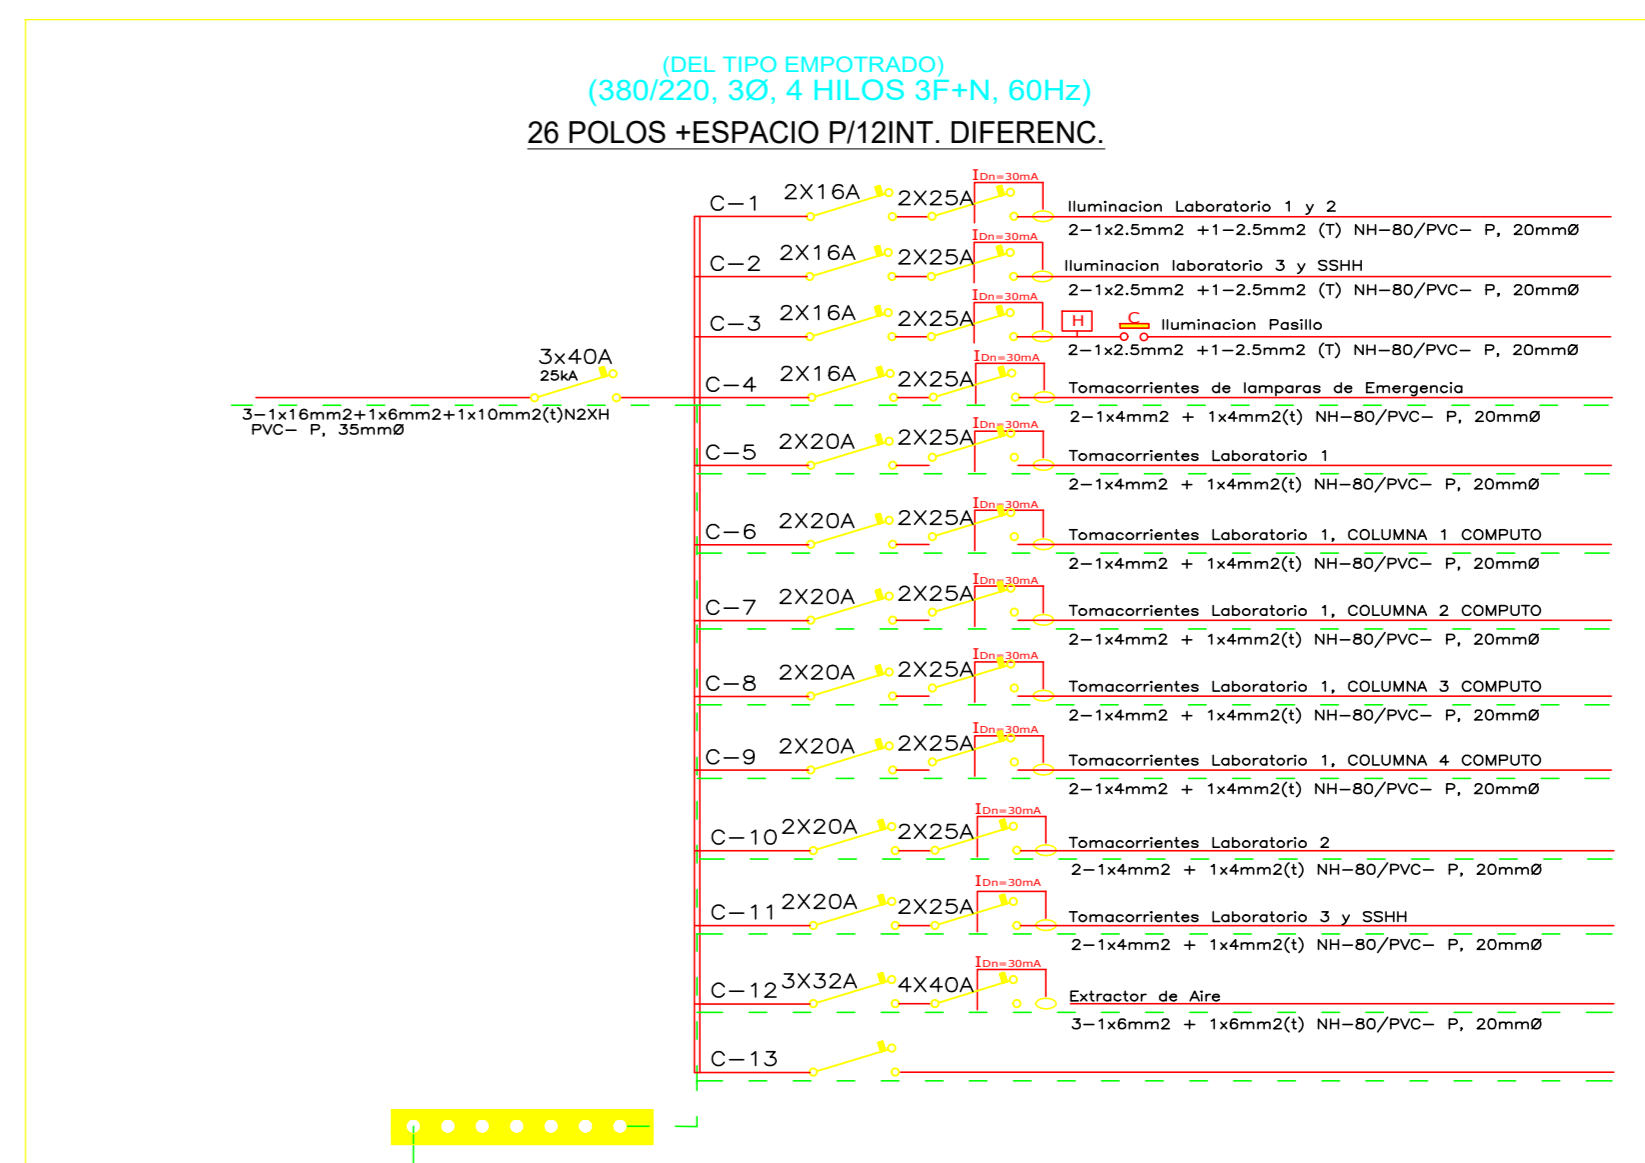 (DEL TIPO EMPOTRADO)
(380/220, 3Ø, 4 HILOS 3F+N, 60Hz)
26 POLOS +ESPACIO P/12INT. DIFERENC.
C-1 2X16A 2X25A IDn=30mA Iluminacion Laboratorio 1 y 2
2-1x2.5mm2 +1-2.5mm2 (T) NH-80/PVC- P, 20mmØ
C-2 2X16A 2X25A IDn=30mA Iluminacion laboratorio 3 y SSHH
2-1x2.5mm2 +1-2.5mm2 (T) NH-80/PVC- P, 20mmØ
C-3 2X16A 2X25A IDn=30mA H C Iluminacion Pasillo
2-1x2.5mm2 +1-2.5mm2 (T) NH-80/PVC- P, 20mmØ
3x40A
25kA
3-1x16mm2+1x6mm2+1x10mm2(t)N2XH
PVC- P, 35mmØ
C-4 2X16A 2X25A IDn=30mA Tomacorrientes de lamparas de Emergencia
2-1x4mm2 + 1x4mm2(t) NH-80/PVC- P, 20mmØ
C-5 2X20A 2X25A IDn=30mA Tomacorrientes Laboratorio 1
2-1x4mm2 + 1x4mm2(t) NH-80/PVC- P, 20mmØ
C-6 2X20A 2X25A IDn=30mA Tomacorrientes Laboratorio 1, COLUMNA 1 COMPUTO
2-1x4mm2 + 1x4mm2(t) NH-80/PVC- P, 20mmØ
C-7 2X20A 2X25A IDn=30mA Tomacorrientes Laboratorio 1, COLUMNA 2 COMPUTO
2-1x4mm2 + 1x4mm2(t) NH-80/PVC- P, 20mmØ
C-8 2X20A 2X25A IDn=30mA Tomacorrientes Laboratorio 1, COLUMNA 3 COMPUTO
2-1x4mm2 + 1x4mm2(t) NH-80/PVC- P, 20mmØ
C-9 2X20A 2X25A IDn=30mA Tomacorrientes Laboratorio 1, COLUMNA 4 COMPUTO
2-1x4mm2 + 1x4mm2(t) NH-80/PVC- P, 20mmØ
C-10 2X20A 2X25A IDn=30mA Tomacorrientes Laboratorio 2
2-1x4mm2 + 1x4mm2(t) NH-80/PVC- P, 20mmØ
C-11 2X20A 2X25A IDn=30mA Tomacorrientes Laboratorio 3 y SSHH
2-1x4mm2 + 1x4mm2(t) NH-80/PVC- P, 20mmØ
C-12 3X32A 4X40A IDn=30mA Extractor de Aire
3-1x6mm2 + 1x6mm2(t) NH-80/PVC- P, 20mmØ
C-13